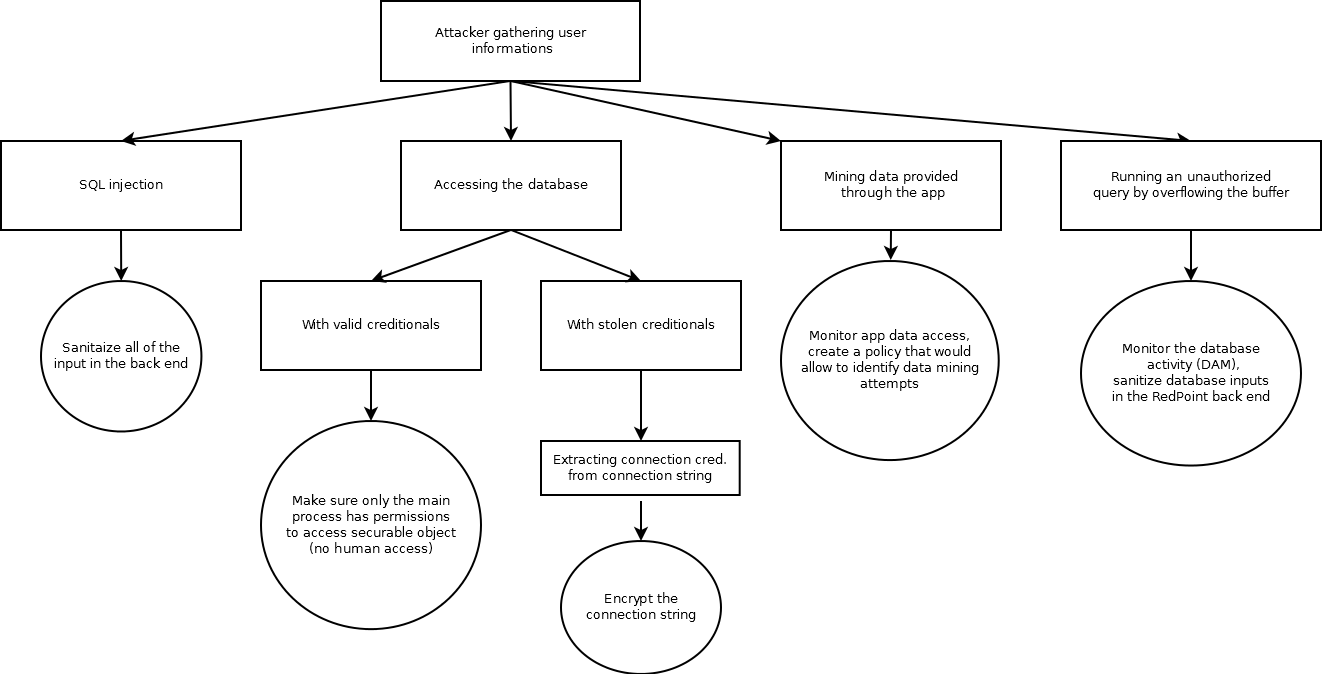 Attacker gathering user
informations
SQL injection
Accessing the database
Mining data provided
through the app
Running an unauthorized
query by overflowing the buffer
With valid creditionals
With stolen creditionals
Sanitaize all of the
input in the back end
Monitor app data access,
create a policy that would
allow to identify data mining
attempts
Monitor the database
activity (DAM),
sanitize database inputs
in the RedPoint back end
Extracting connection cred.
from connection string
Make sure only the main
process has permissions
to access securable object
(no human access)
Encrypt the
connection string